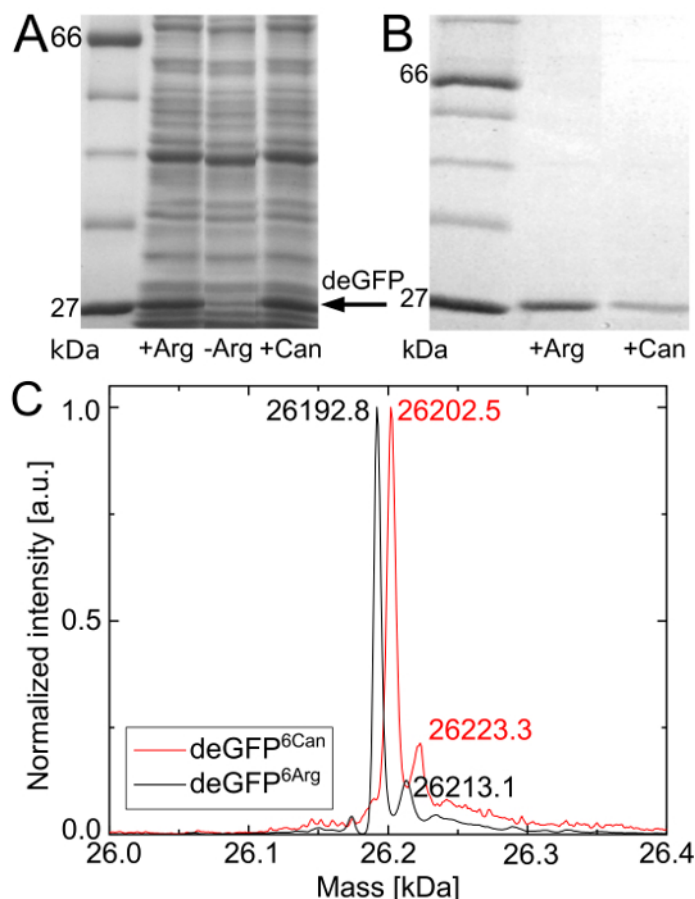 A
B
66
66
deGFP
27
27
kDa
+Arg -Arg +Can
kDa
+Arg
+Can
C
1.0
26192.8
26202.5
Normalized intensity [a.u.]
0.5
26223.3
deGFP6Can
deGFP6Arg
26213.1
0.0
26.0 26.1 26.2 26.3 26.4
Mass [kDa]